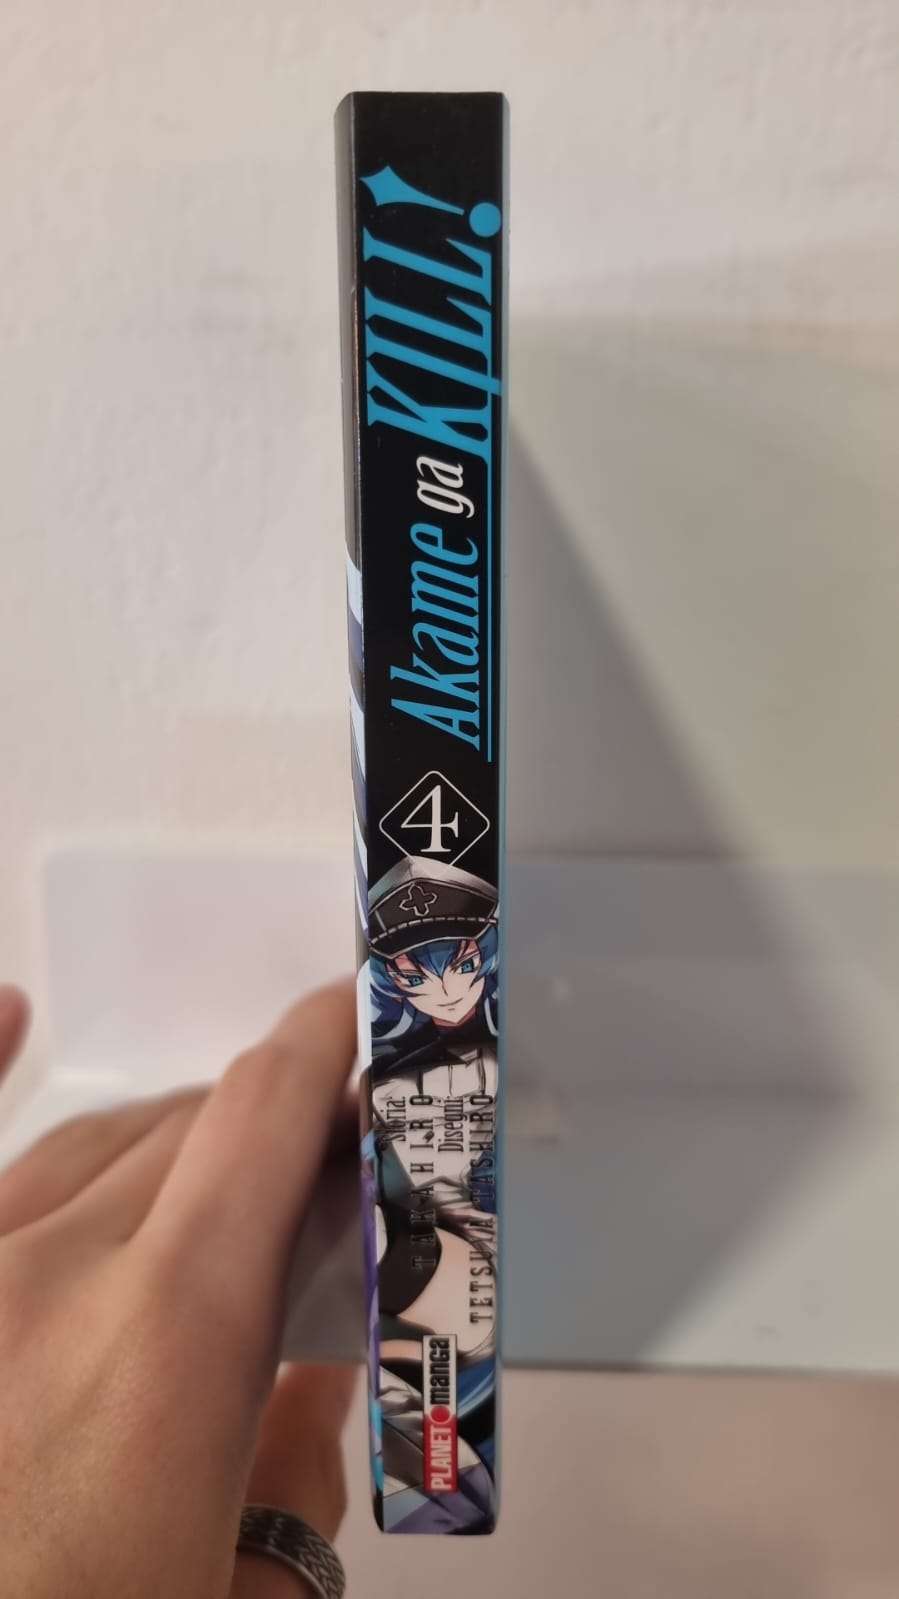 Akame ga KILL!
4
Storia:
TAKAHIRO
Disegni:
TETSUYA TASHIRO
PLANET manga